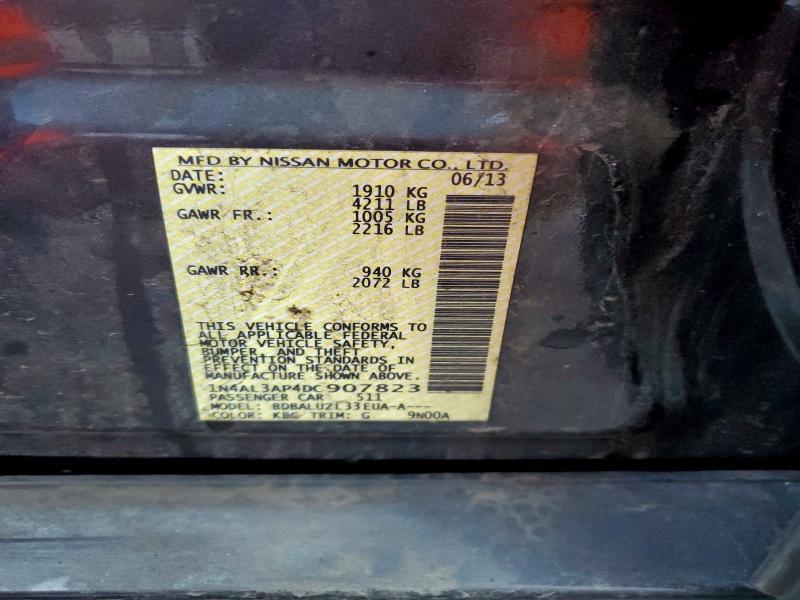 MFD BY NISSAN MOTOR CO., LTD.
DATE: 06/13
GVWR: 1910 KG
4211 LB
GAWR FR.: 1005 KG
2216 LB
GAWR RR.: 940 KG
2072 LB
THIS VEHICLE CONFORMS TO
ALL APPLICABLE FEDERAL
MOTOR VEHICLE SAFETY,
BUMPER, AND THEFT
PREVENTION STANDARDS IN
EFFECT ON THE DATE OF
MANUFACTURE SHOWN ABOVE.
1N4AL3AP4DC907823
PASSENGER CAR 511
MODEL: BDBALUZL33EUA-A---
COLOR: KBC TRIM: G 9N00A